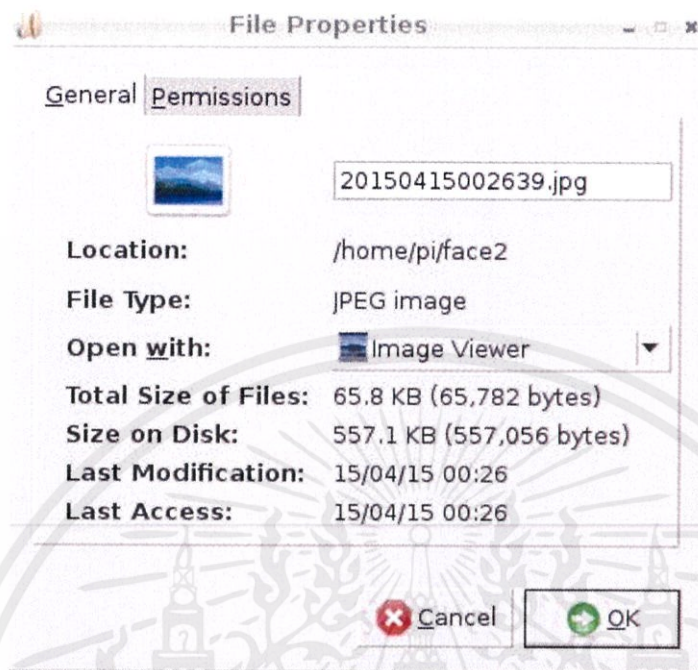 File Properties
General Permissions
20150415002639.jpg
Location: /home/pi/face2
File Type: JPEG image
Open with: Image Viewer
Total Size of Files: 65.8 KB (65,782 bytes)
Size on Disk: 557.1 KB (557,056 bytes)
Last Modification: 15/04/15 00:26
Last Access: 15/04/15 00:26
Cancel OK